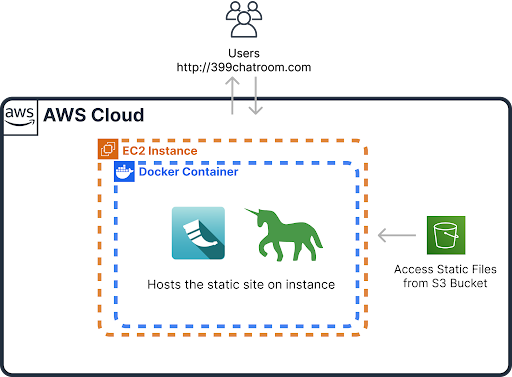 Users
http://399chatroom.com
aws
AWS Cloud
EC2 Instance
Docker Container
Hosts the static site on instance
Access Static Files
from S3 Bucket